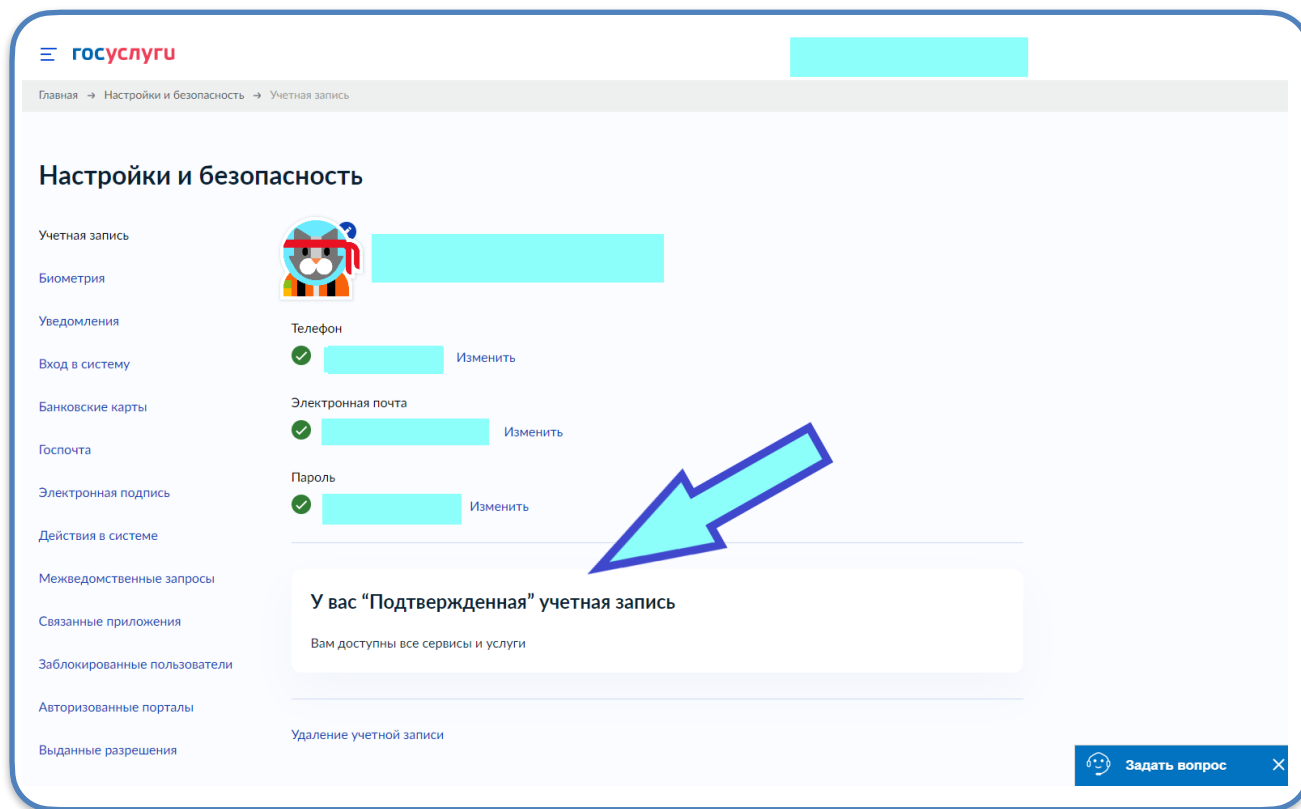 госуслуги
Главная → Настройки и безопасность → Учетная запись
Настройки и безопасность
Учетная запись
Биометрия
Уведомления
Вход в систему
Банковские карты
Госпочта
Электронная подпись
Действия в системе
Межведомственные запросы
Связанные приложения
Заблокированные пользователи
Авторизованные порталы
Выданные разрешения
Телефон
Изменить
Электронная почта
Изменить
Пароль
Изменить
У вас “Подтвержденная” учетная запись
Вам доступны все сервисы и услуги
Удаление учетной записи
Задать вопрос